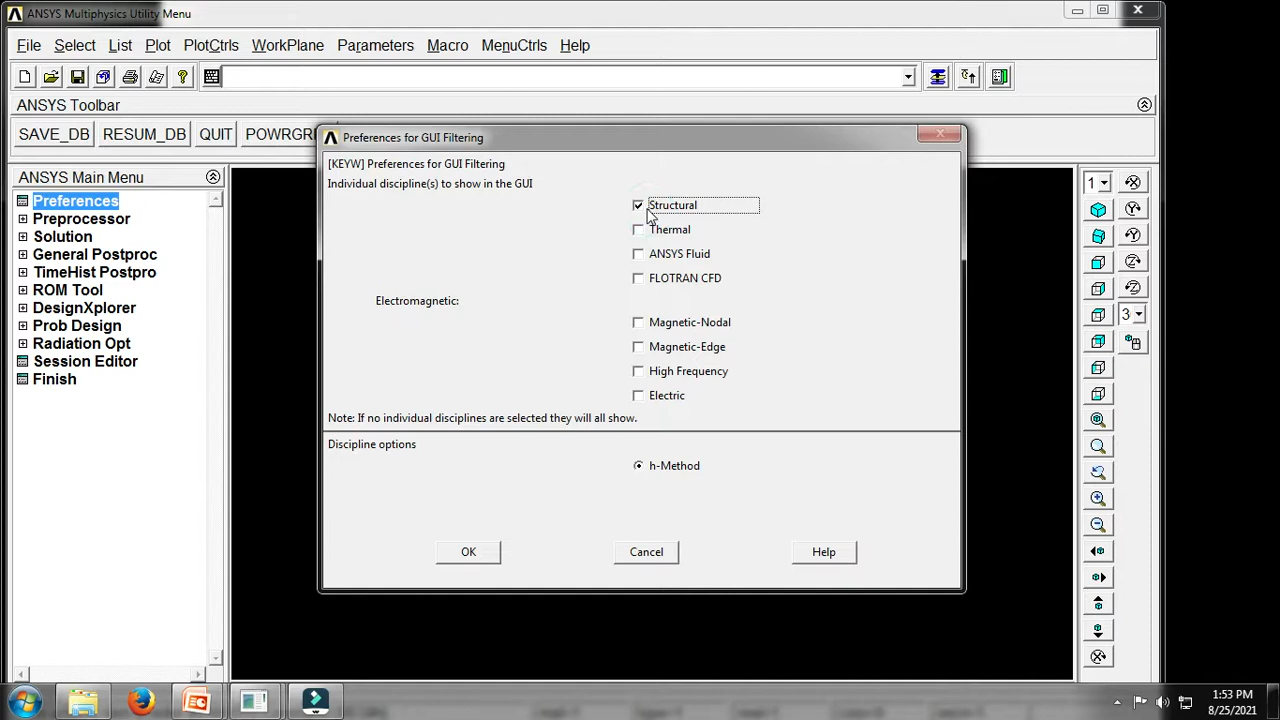 ANSYS Multiphysics Utility Menu
File Select List Plot PlotCtrls WorkPlane Parameters Macro MenuCtrls Help
ANSYS Toolbar
SAVE_DB RESUM_DB QUIT POWRGR
ANSYS Main Menu
Preferences
Preprocessor
Solution
General Postproc
TimeHist Postpro
ROM Tool
DesignXplorer
Prob Design
Radiation Opt
Session Editor
Finish
Preferences for GUI Filtering
[KEYW] Preferences for GUI Filtering
Individual discipline(s) to show in the GUI
Structural
Thermal
ANSYS Fluid
FLOTRAN CFD
Electromagnetic:
Magnetic-Nodal
Magnetic-Edge
High Frequency
Electric
Note: If no individual disciplines are selected they will all show.
Discipline options
h-Method
OK Cancel Help
1
X
Y
Z
3
1:53 PM
8/25/2021